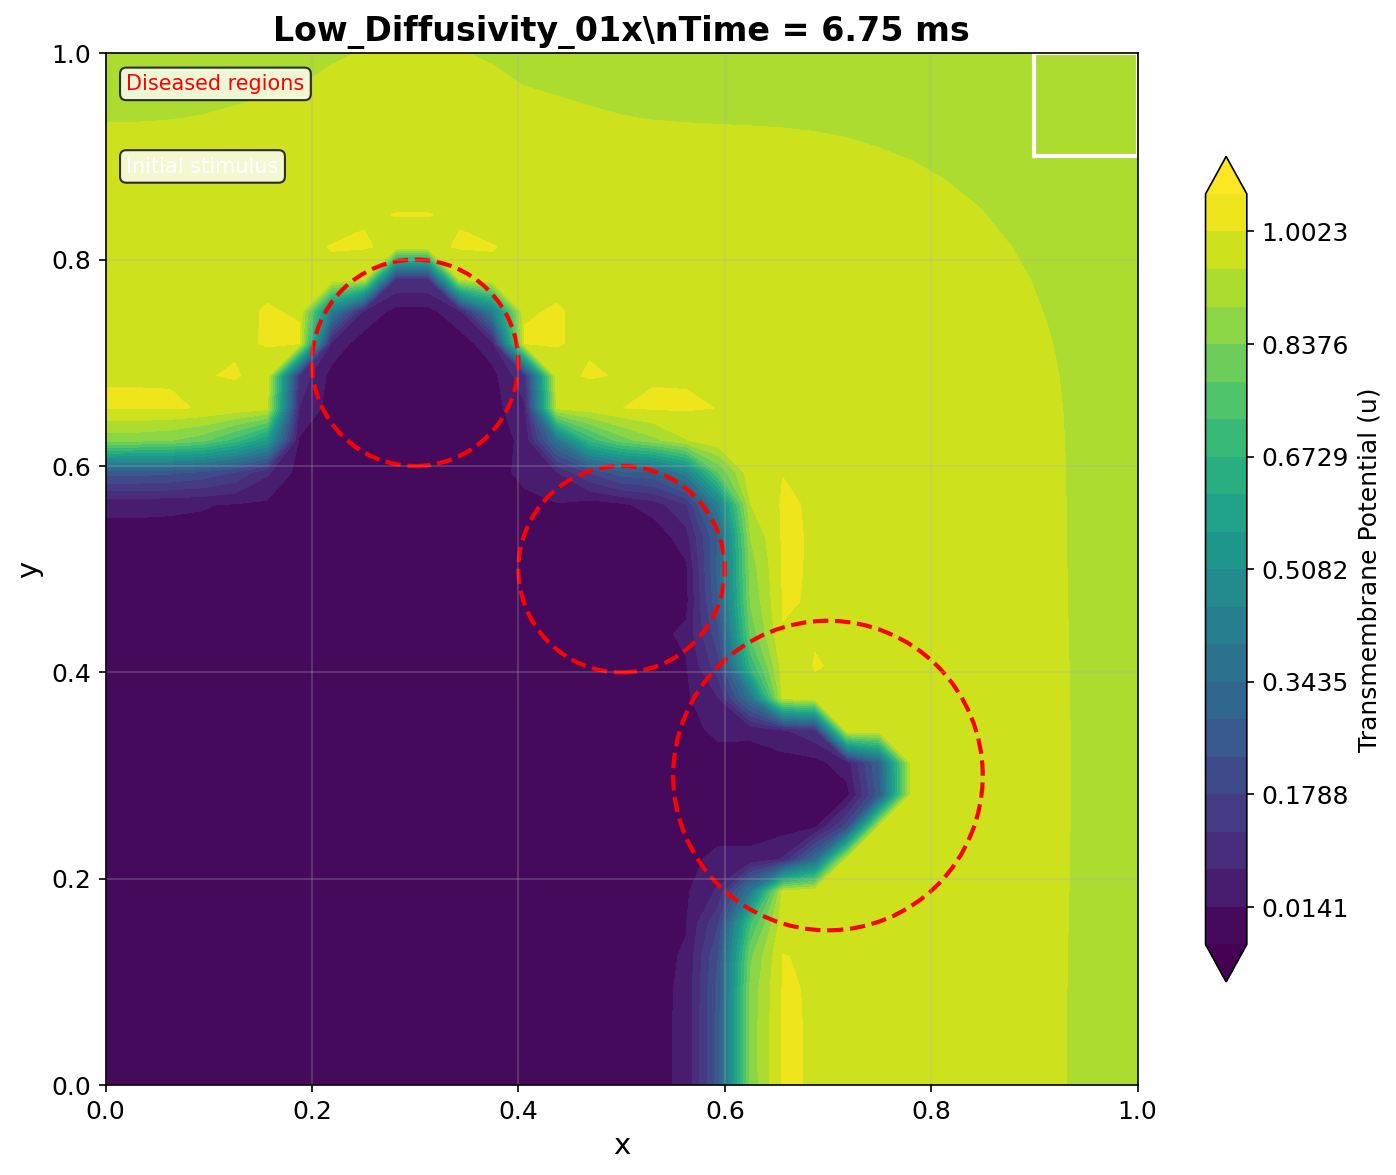 Low_Diffusivity_01x\nTime = 6.75 ms
Diseased regions
Initial stimulus
1.0
0.8
0.6
0.4
0.2
0.0
y
0.0 0.2 0.4 0.6 0.8 1.0
x
1.0023
0.8376
0.6729
0.5082
0.3435
0.1788
0.0141
Transmembrane Potential (u)